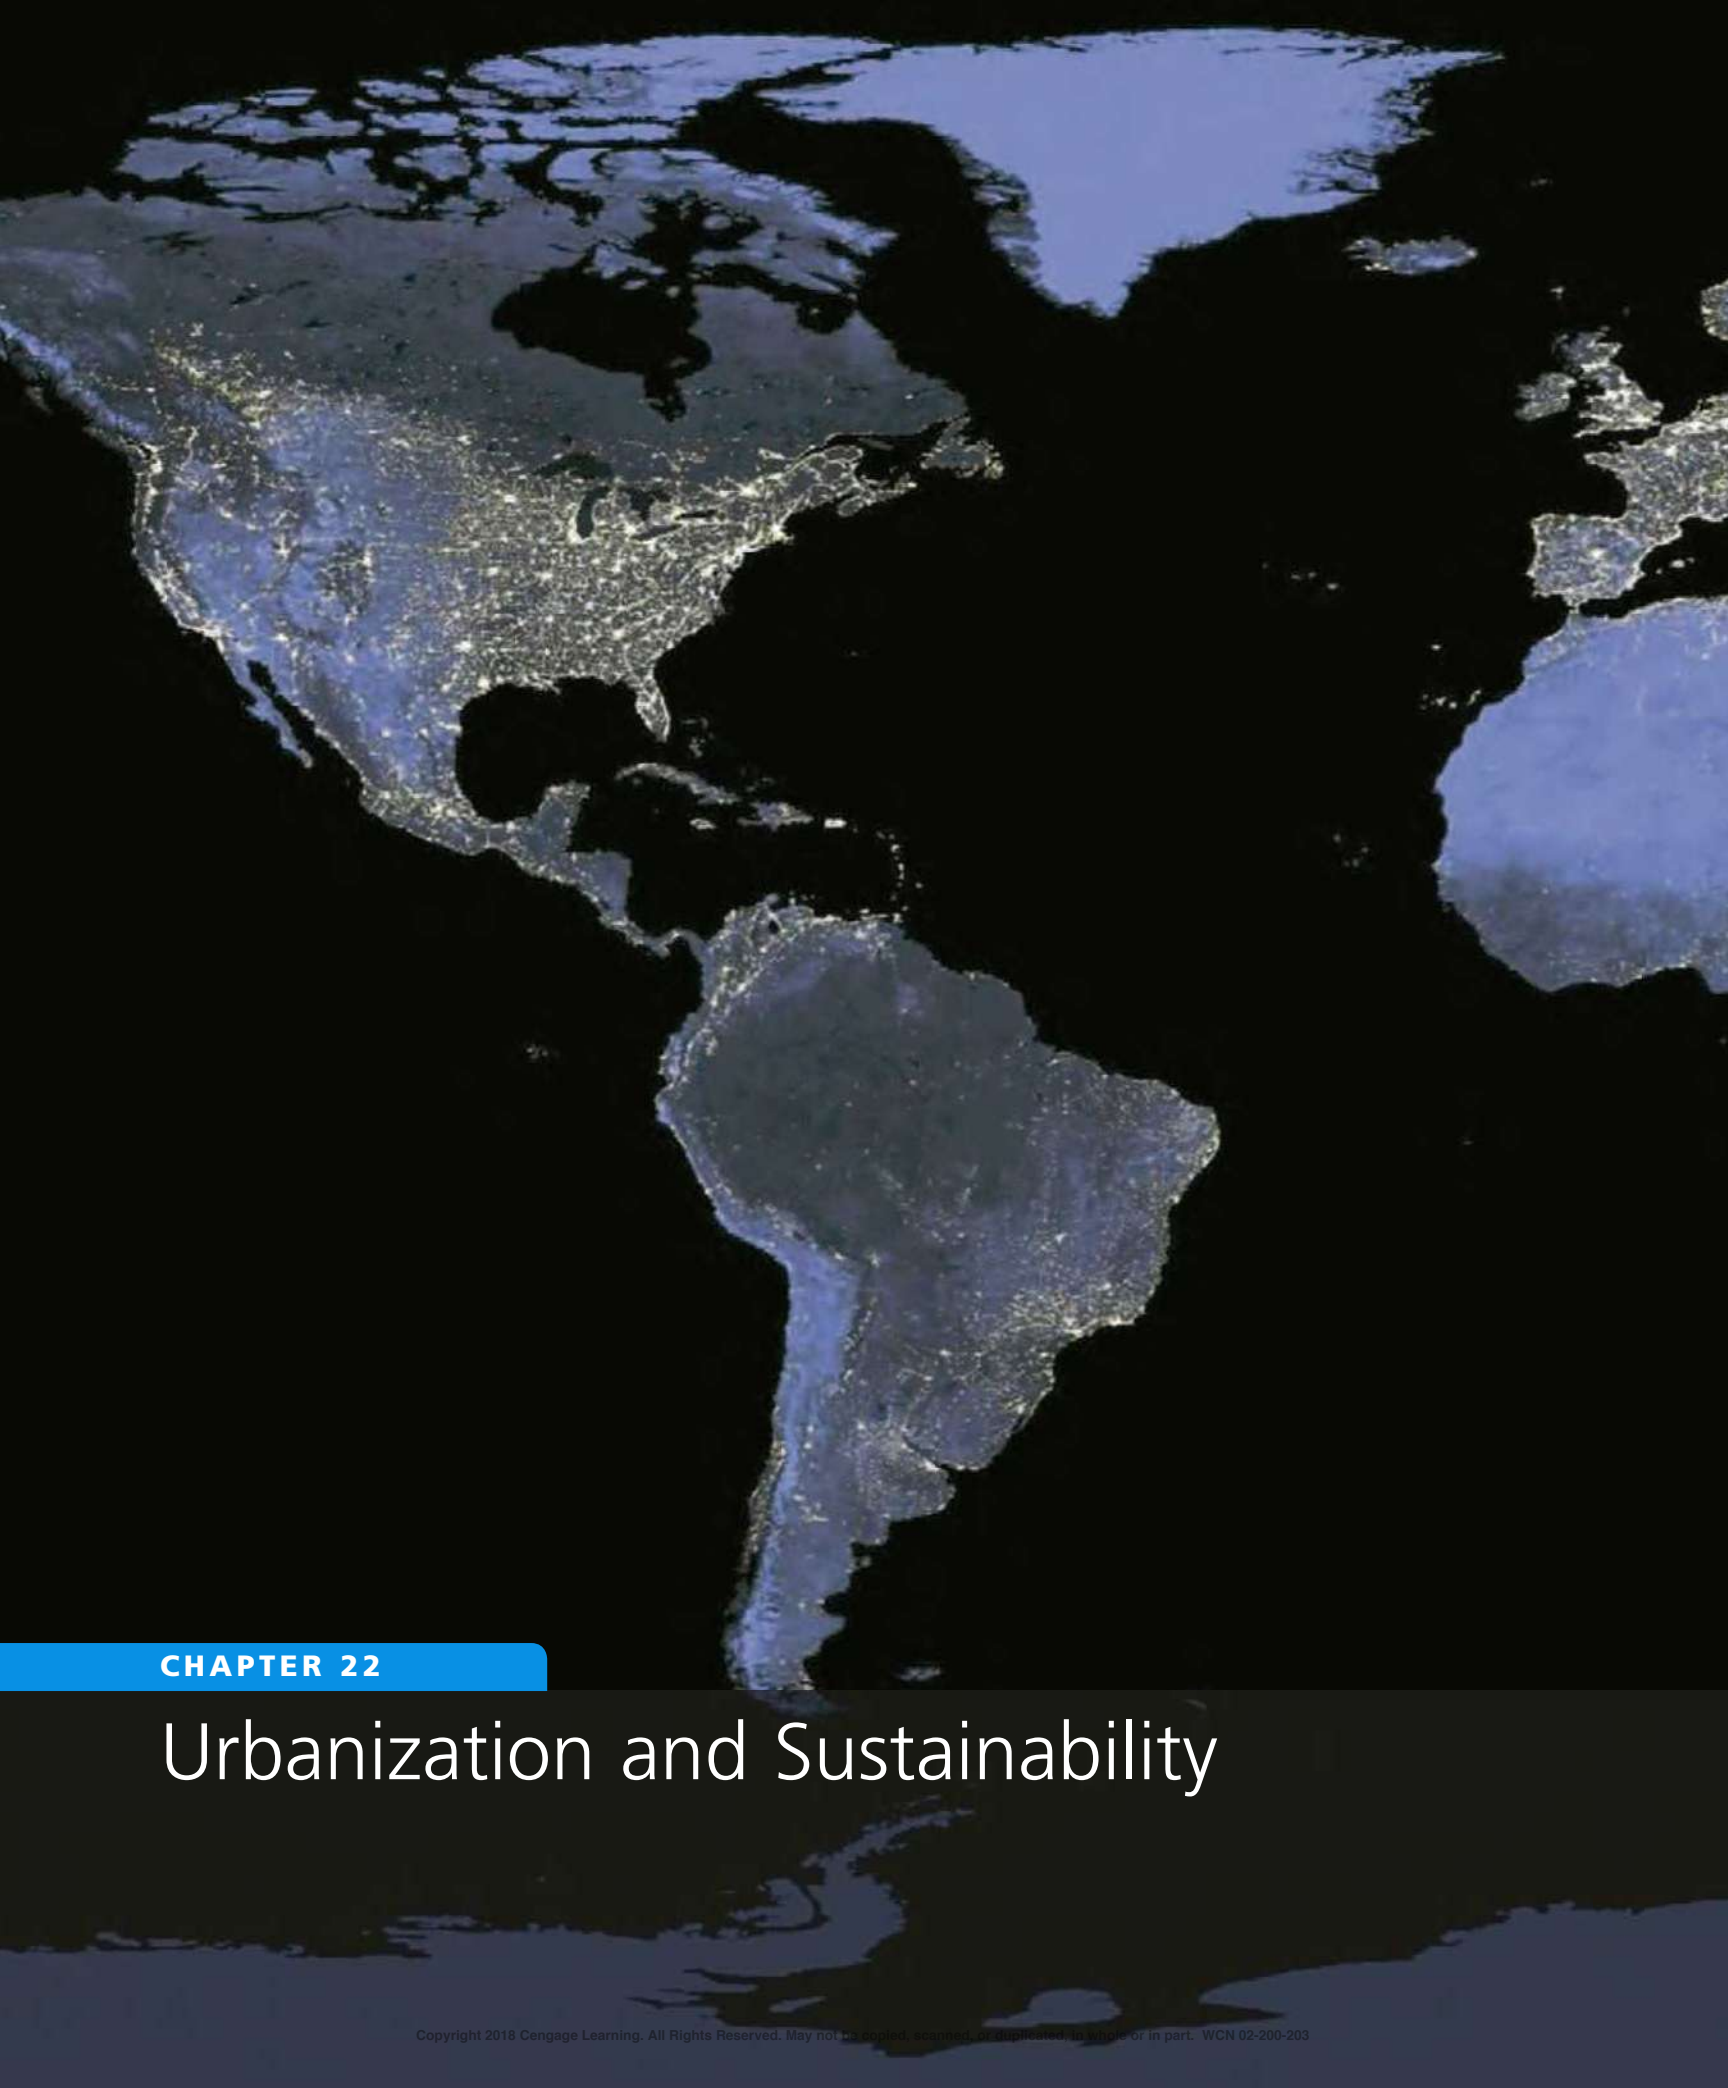 CHAPTER 22
Urbanization and Sustainability
Copyright 2018 Cengage Learning. All Rights Reserved. May not be copied, scanned, or duplicated, in whole or in part. WCN 02-200-203